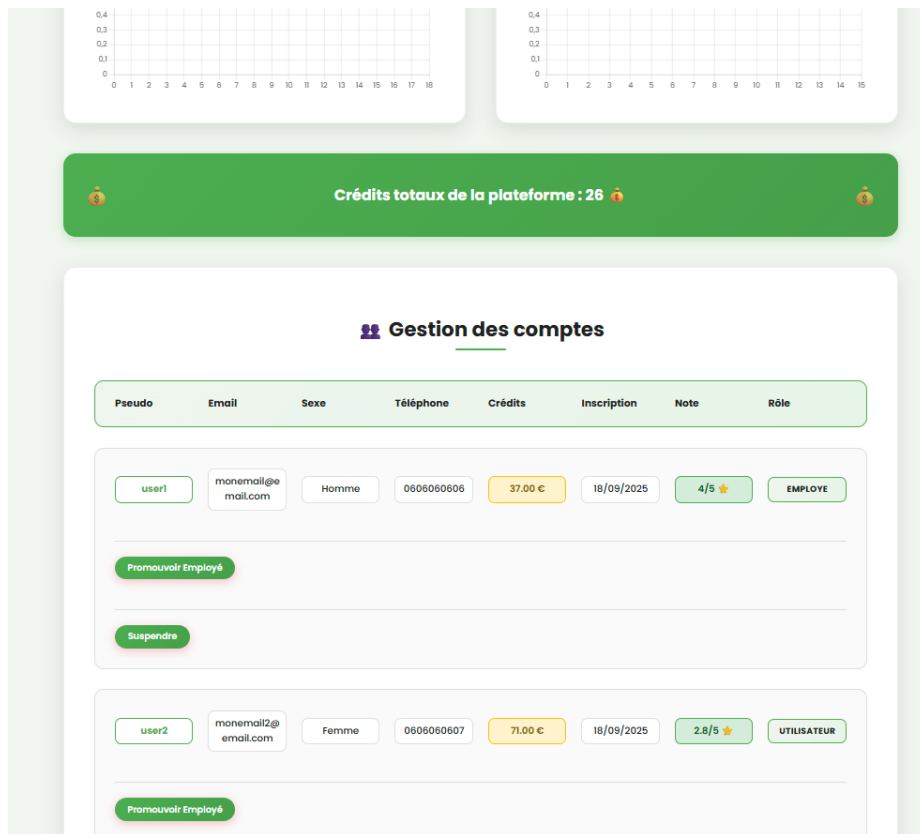 0,4
0,3
0,2
0,1
0
0 1 2 3 4 5 6 7 8 9 10 11 12 13 14 15 16 17 18
0,4
0,3
0,2
0,1
0
0 1 2 3 4 5 6 7 8 9 10 11 12 13 14 15
Crédits totaux de la plateforme : 26
Gestion des comptes
Pseudo Email Sexe Téléphone Crédits Inscription Note Rôle
user1 monemail@e Homme 0606060606 37.00 € 18/09/2025 4/5 EMPLOYE
mail.com
Promouvoir Employé
Suspendre
user2 monemail2@ Femme 0606060607 71.00 € 18/09/2025 2.8/5 UTILISATEUR
email.com
Promouvoir Employé